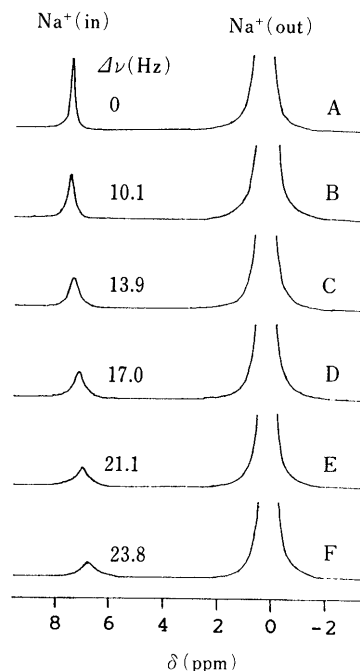 Na⁺(in) Na⁺(out)
Δν(Hz)
0 A
10.1 B
13.9 C
17.0 D
21.1 E
23.8 F
8 6 4 2 0 -2
δ (ppm)